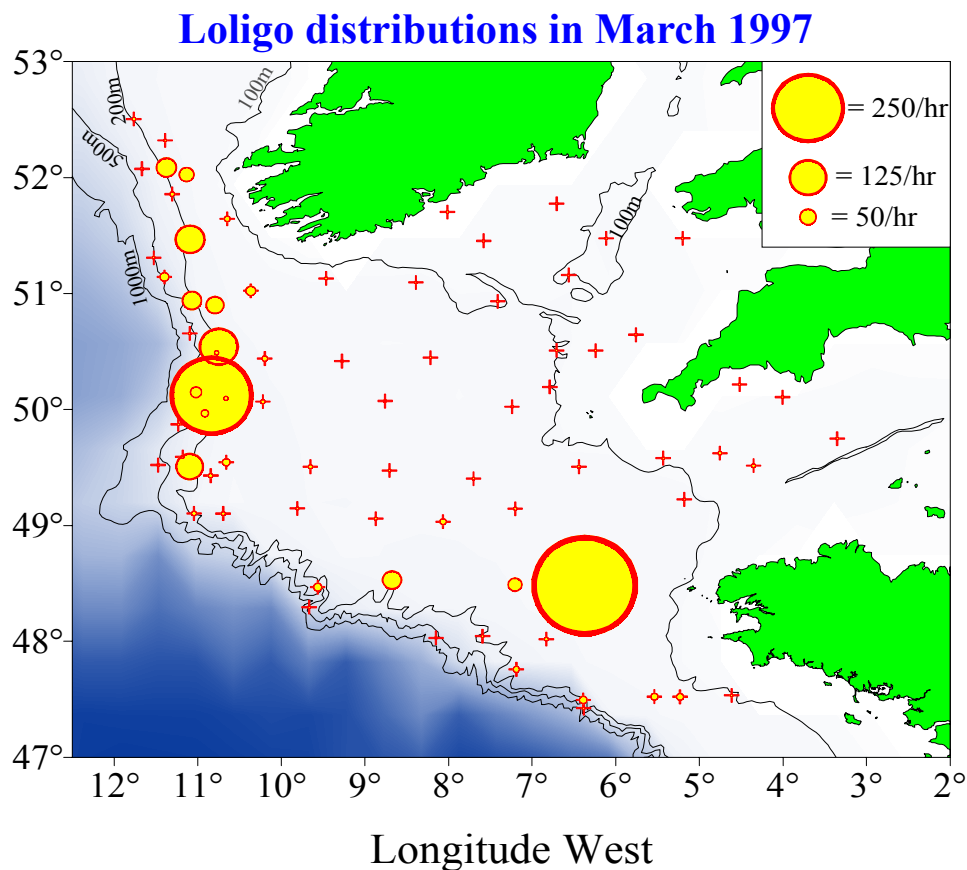 Loligo distributions in March 1997
53°
52°
51°
50°
49°
48°
47°
100m
200m
500m
1000m
100m
= 250/hr
= 125/hr
= 50/hr
12° 11° 10° 9° 8° 7° 6° 5° 4° 3° 2°
Longitude West